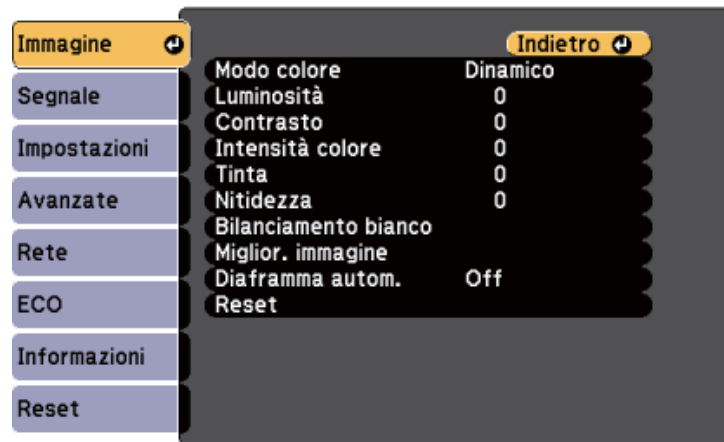 Immagine
Segnale
Impostazioni
Avanzate
Rete
ECO
Informazioni
Reset
Indietro
Modo colore Dinamico
Luminosità 0
Contrasto 0
Intensità colore 0
Tinta 0
Nitidezza 0
Bilanciamento bianco
Miglior. immagine
Diaframma autom. Off
Reset